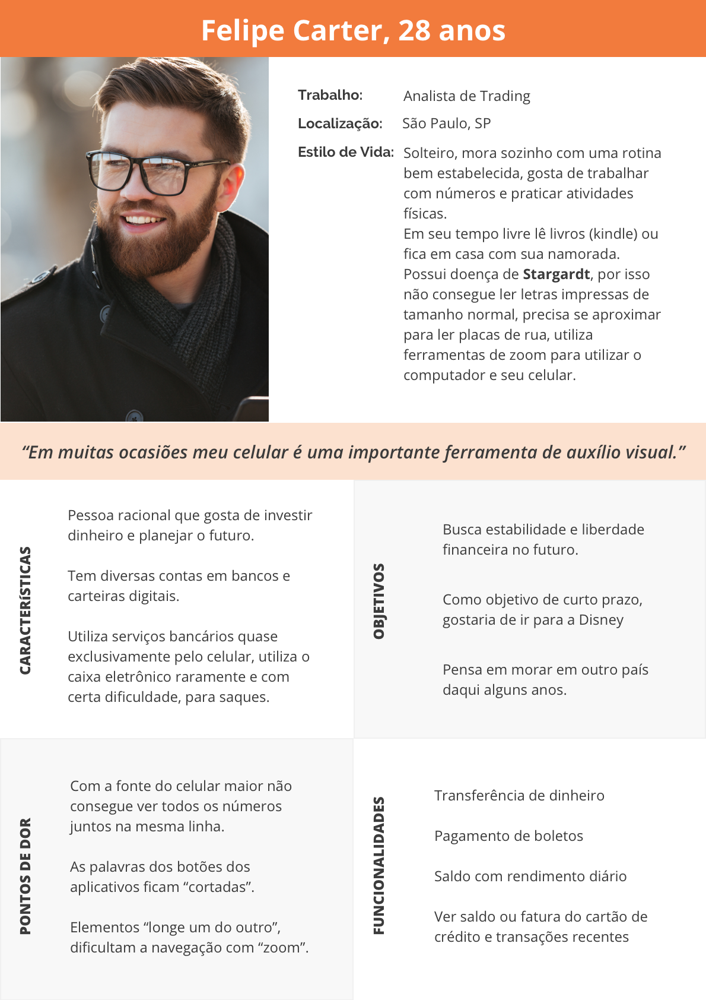 Felipe Carter, 28 anos
Trabalho: Analista de Trading
Localização: São Paulo, SP
Estilo de Vida: Solteiro, mora sozinho com uma rotina
bem estabelecida, gosta de trabalhar
com números e praticar atividades
físicas.
Em seu tempo livre lê livros (kindle) ou
fica em casa com sua namorada.
Possui doença de Stargardt, por isso
não consegue ler letras impressas de
tamanho normal, precisa se aproximar
para ler placas de rua, utiliza
ferramentas de zoom para utilizar o
computador e seu celular.
“Em muitas ocasiões meu celular é uma importante ferramenta de auxílio visual.”
CARACTERíSTICAS
Pessoa racional que gosta de investir
dinheiro e planejar o futuro.
Tem diversas contas em bancos e
carteiras digitais.
Utiliza serviços bancários quase
exclusivamente pelo celular, utiliza o
caixa eletrônico raramente e com
certa dificuldade, para saques.
OBJETIVOS
Busca estabilidade e liberdade
financeira no futuro.
Como objetivo de curto prazo,
gostaria de ir para a Disney
Pensa em morar em outro país
daqui alguns anos.
PONTOS DE DOR
Com a fonte do celular maior não
consegue ver todos os números
juntos na mesma linha.
As palavras dos botões dos
aplicativos ficam “cortadas”.
Elementos “longe um do outro”,
dificultam a navegação com “zoom”.
FUNCIONALIDADES
Transferência de dinheiro
Pagamento de boletos
Saldo com rendimento diário
Ver saldo ou fatura do cartão de
crédito e transações recentes